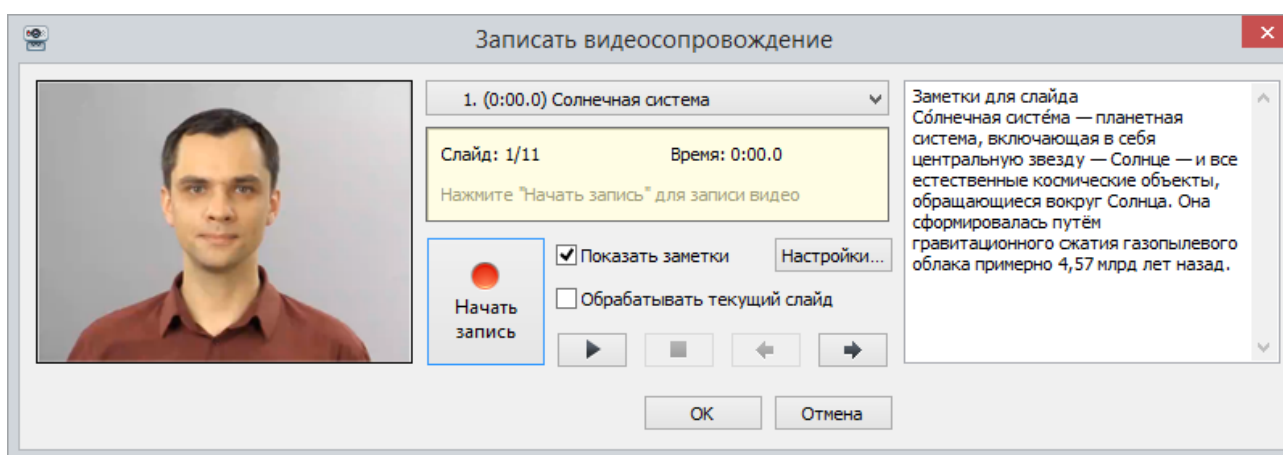 Записать видеосопровождение
1. (0:00.0) Солнечная система
Слайд: 1/11 Время: 0:00.0
Нажмите "Начать запись" для записи видео
Начать
запись
Показать заметки
Настройки...
Обрабатывать текущий слайд
ОК
Отмена
Заметки для слайда
Со́лнечная систе́ма — планетная
система, включающая в себя
центральную звезду — Солнце — и все
естественные космические объекты,
обращающиеся вокруг Солнца. Она
сформировалась путём
гравитационного сжатия газопылевого
облака примерно 4,57 млрд лет назад.